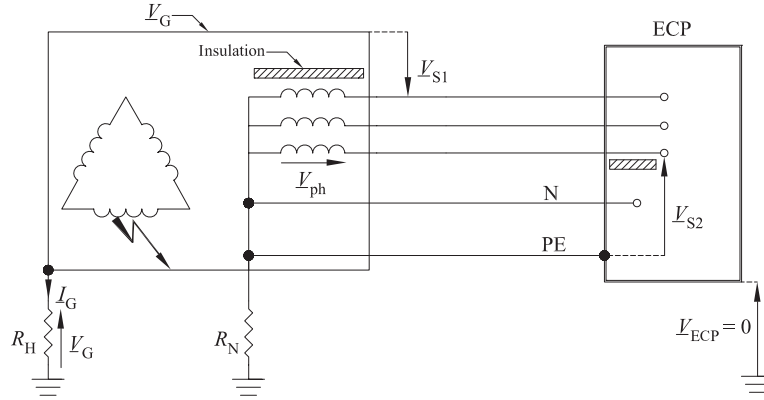 V_G
ECP
Insulation
V_S1
V_ph
N
V_S2
PE
I_G
R_H
V_G
R_N
V_ECP = 0